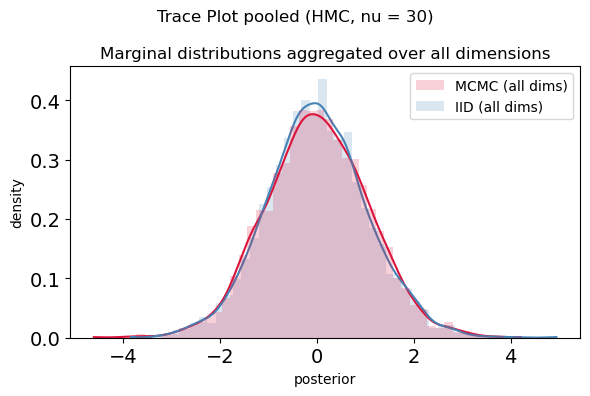 Trace Plot pooled (HMC, nu = 30)
Marginal distributions aggregated over all dimensions
MCMC (all dims)
IID (all dims)
density
0.4
0.3
0.2
0.1
0.0
−4
−2
0
2
4
posterior